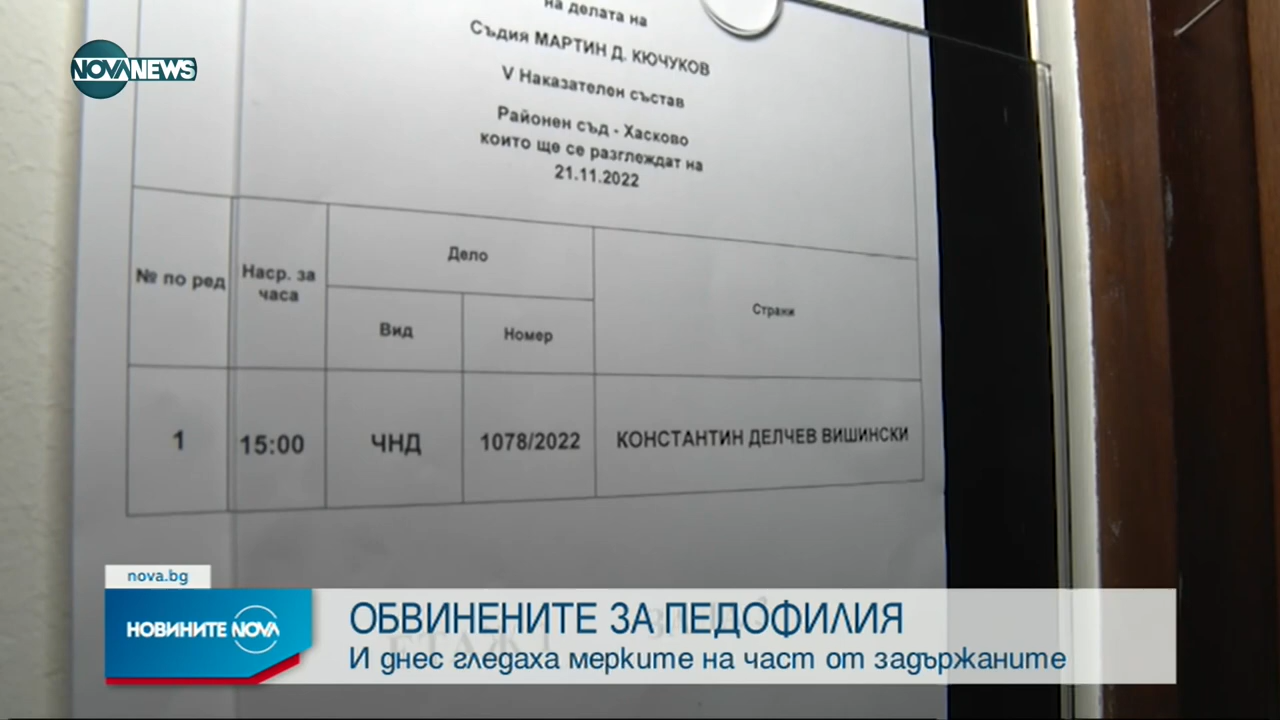 на делата на
Съдия МАРТИН Д. КЮЧУКОВ
V Наказателен състав
Районен съд - Хасково
които ще се разглеждат на
21.11.2022
№ по ред
Наср. за
часа
Дело
Вид
Номер
Страни
1
15:00
ЧНД
1078/2022
КОНСТАНТИН ДЕЛЧЕВ ВИШИНСКИ
NOVANEWS
nova.bg
НОВИНИТЕ NOVA
ОБВИНЕНИТЕ ЗА ПЕДОФИЛИЯ
И днес гледаха мерките на част от задържаните